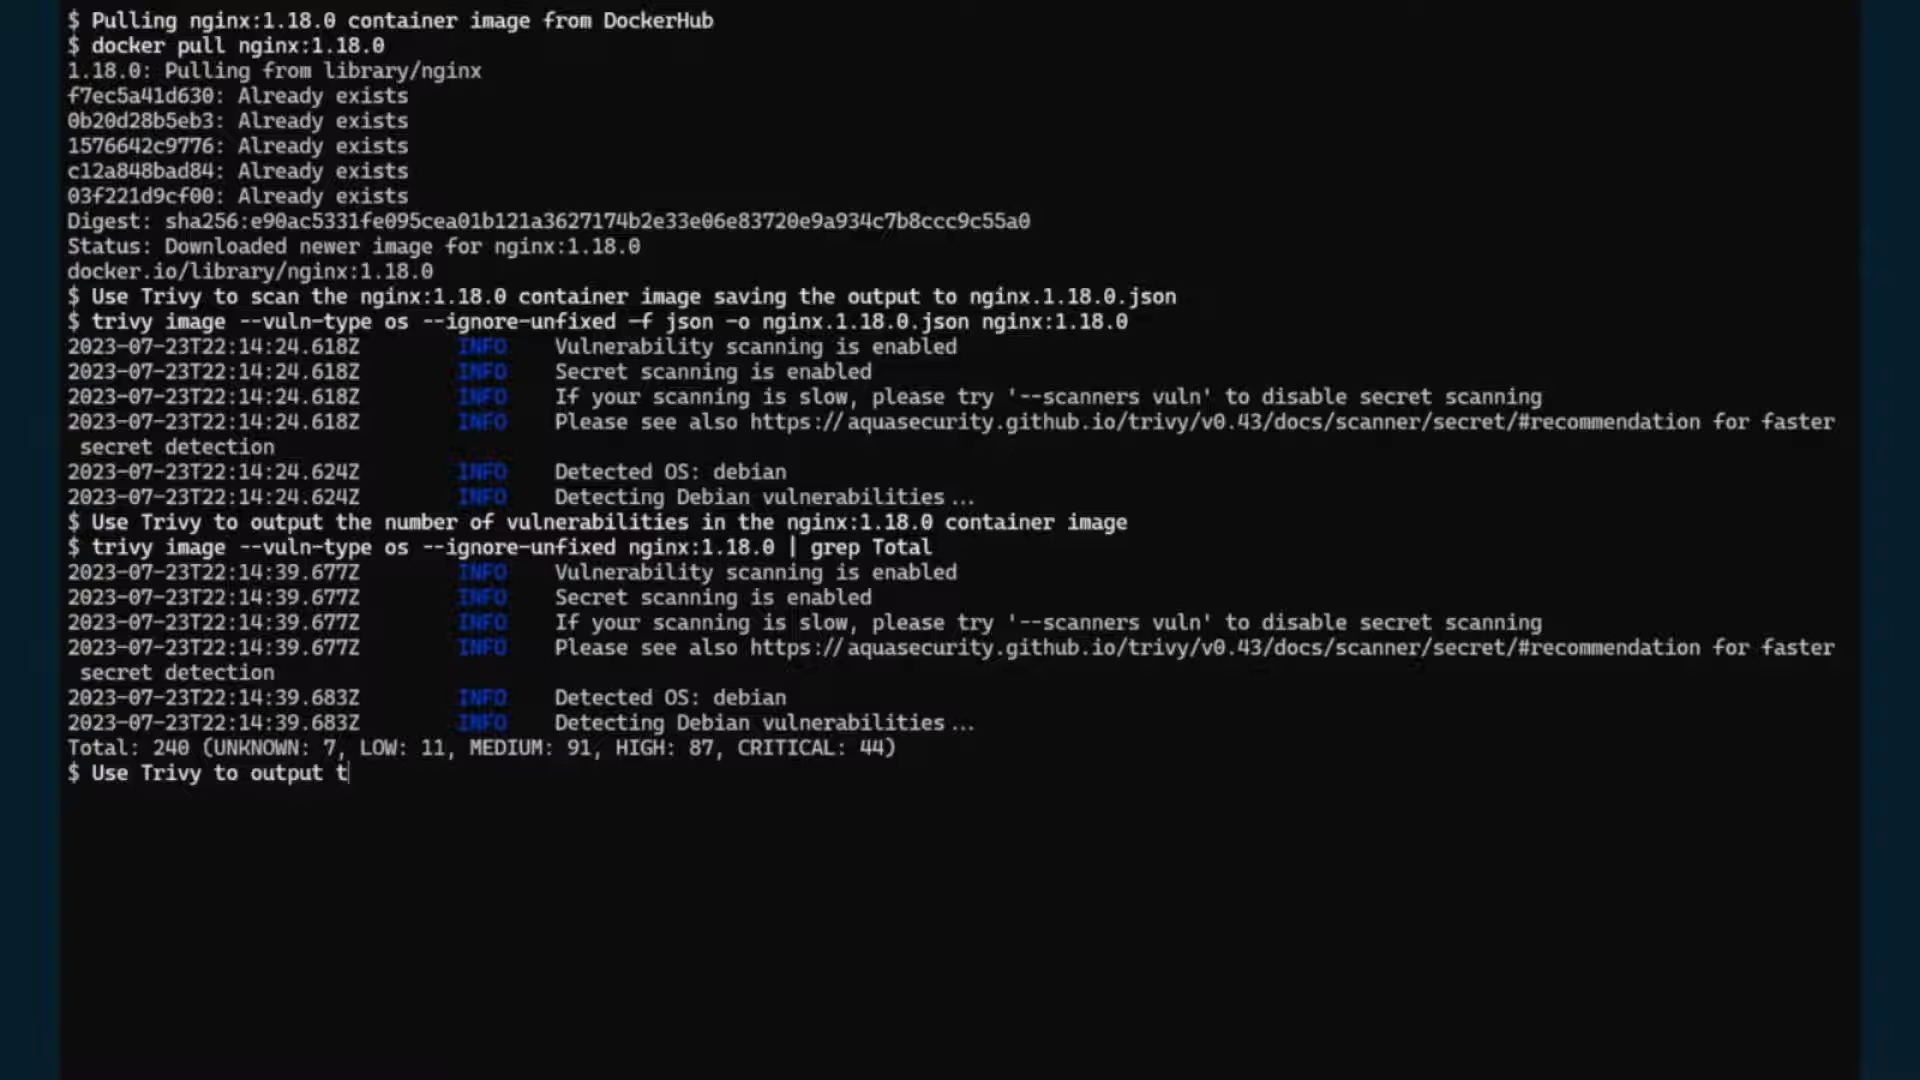 $ Pulling nginx:1.18.0 container image from DockerHub
$ docker pull nginx:1.18.0
1.18.0: Pulling from library/nginx
f7ec5a41d630: Already exists
0b20d28b5eb3: Already exists
1576642c9776: Already exists
c12a848bad84: Already exists
03f221d9cf00: Already exists
Digest: sha256:e90ac5331fe095cea01b121a3627174b2e33e06e83720e9a934c7b8ccc9c55a0
Status: Downloaded newer image for nginx:1.18.0
docker.io/library/nginx:1.18.0
$ Use Trivy to scan the nginx:1.18.0 container image saving the output to nginx.1.18.0.json
$ trivy image --vuln-type os --ignore-unfixed -f json -o nginx.1.18.0.json nginx:1.18.0
2023-07-23T22:14:24.618Z INFO Vulnerability scanning is enabled
2023-07-23T22:14:24.618Z INFO Secret scanning is enabled
2023-07-23T22:14:24.618Z INFO If your scanning is slow, please try '--scanners vuln' to disable secret scanning
2023-07-23T22:14:24.618Z INFO Please see also https://aquasecurity.github.io/trivy/v0.43/docs/scanner/secret/#recommendation for faster
secret detection
2023-07-23T22:14:24.624Z INFO Detected OS: debian
2023-07-23T22:14:24.624Z INFO Detecting Debian vulnerabilities...
$ Use Trivy to output the number of vulnerabilities in the nginx:1.18.0 container image
$ trivy image --vuln-type os --ignore-unfixed nginx:1.18.0 | grep Total
2023-07-23T22:14:39.677Z INFO Vulnerability scanning is enabled
2023-07-23T22:14:39.677Z INFO Secret scanning is enabled
2023-07-23T22:14:39.677Z INFO If your scanning is slow, please try '--scanners vuln' to disable secret scanning
2023-07-23T22:14:39.677Z INFO Please see also https://aquasecurity.github.io/trivy/v0.43/docs/scanner/secret/#recommendation for faster
secret detection
2023-07-23T22:14:39.683Z INFO Detected OS: debian
2023-07-23T22:14:39.683Z INFO Detecting Debian vulnerabilities...
Total: 240 (UNKNOWN: 7, LOW: 11, MEDIUM: 91, HIGH: 87, CRITICAL: 44)
$ Use Trivy to output t